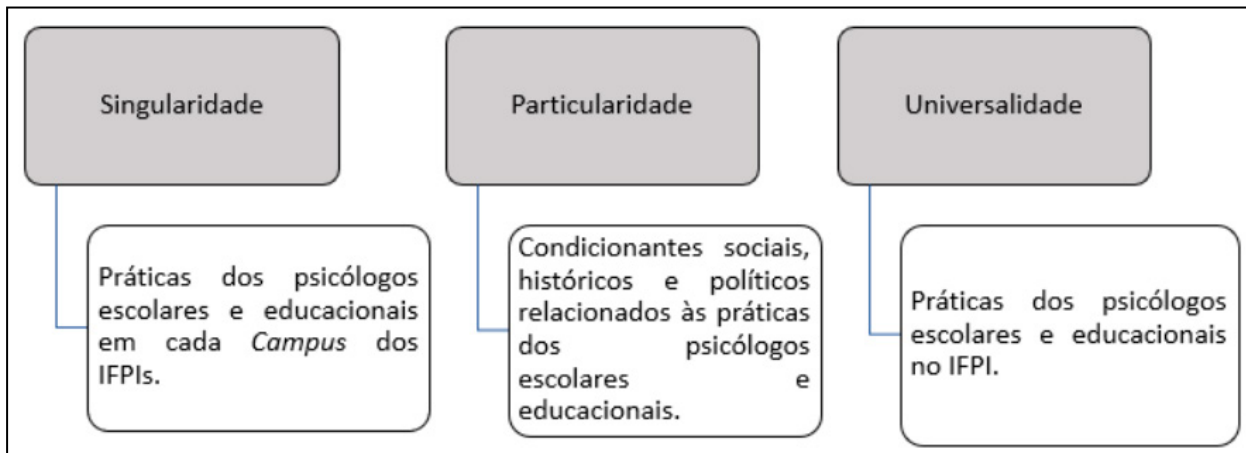 Singularidade
Práticas dos psicólogos
escolares e educacionais
em cada Campus dos
IFPIs.
Particularidade
Condicionantes sociais,
históricos e políticos
relacionados às práticas
dos psicólogos
escolares e
educacionais.
Universalidade
Práticas dos psicólogos
escolares e educacionais
no IFPI.